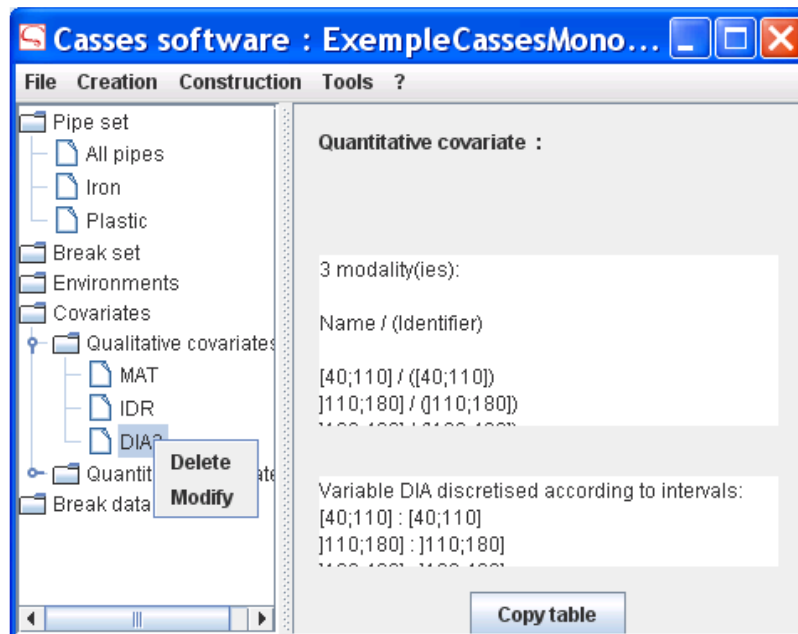 Casses software : ExempleCassesMono...
File Creation Construction Tools ?
Pipe set
All pipes
Iron
Plastic
Break set
Environments
Covariates
Qualitative covariates
MAT
IDR
Delete
Modify
Break data
Quantitative covariate :
3 modality(ies):
Name / (Identifier)
[40;110] / ([40;110])
]110;180] / (]110;180])
Variable DIA discretised according to intervals:
[40;110] : [40;110]
]110;180] : ]110;180]
Copy table